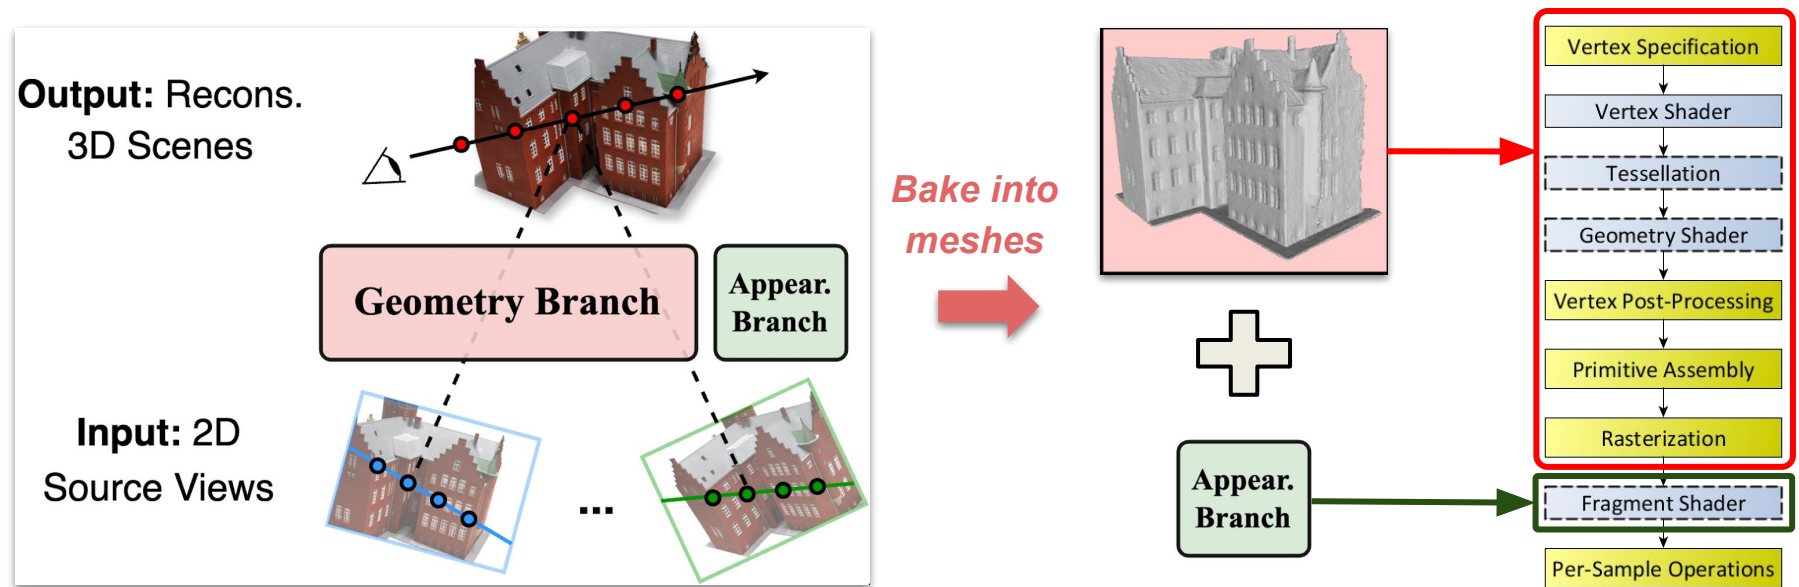 Output: Recons.
3D Scenes
Geometry Branch
Appear.
Branch
Input: 2D
Source Views
...
Bake into
meshes
Appear.
Branch
Vertex Specification
Vertex Shader
Tessellation
Geometry Shader
Vertex Post-Processing
Primitive Assembly
Rasterization
Fragment Shader
Per-Sample Operations